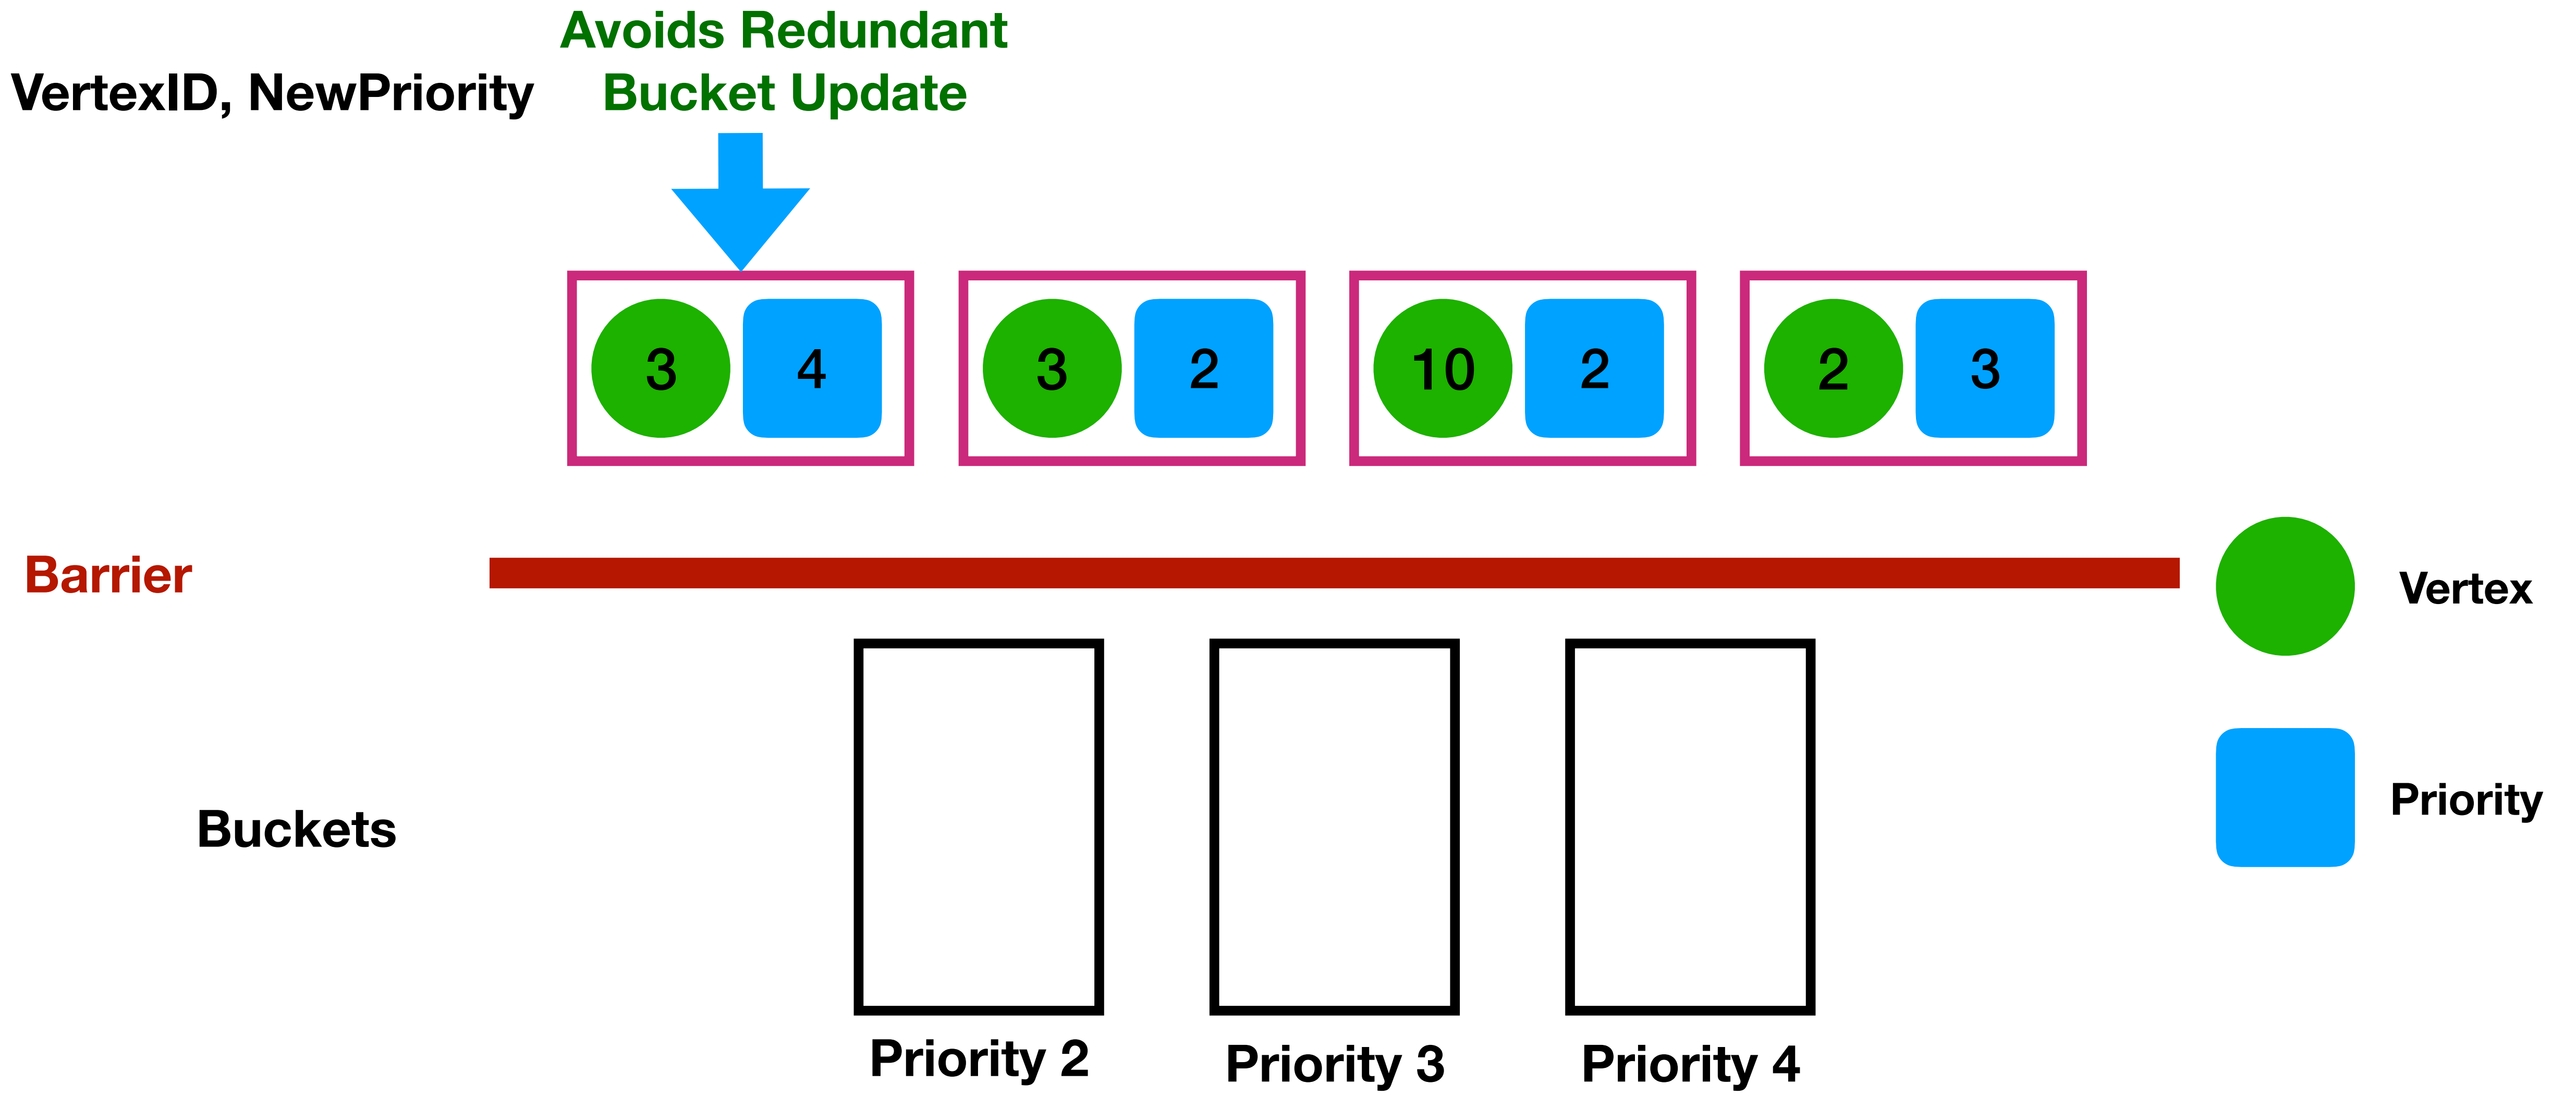 Avoids Redundant
VertexID, NewPriority Bucket Update
3 4 3 2 10 2 2 3
Barrier
Vertex
Priority
Buckets
Priority 2 Priority 3 Priority 4